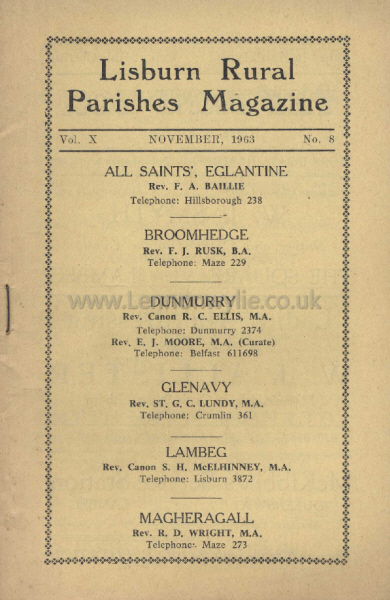 Lisburn Rural
Parishes Magazine
Vol. X NOVEMBER, 1963 No. 8
ALL SAINTS', EGLANTINE
Rev. F. A. BAILLIE
Telephone: Hillsborough 238
BROOMHEDGE
Rev. F. J. RUSK, B.A.
Telephone: Maze 229
DUNMURRY
Rev. Canon R. C. ELLIS, M.A.
Telephone: Dunmurry 2374
Rev. E. J. MOORE, M.A. (Curate)
Telephone: Belfast 611698
GLENAVY
Rev. ST. G. C. LUNDY, M.A.
Telephone: Crumlin 361
LAMBEG
Rev. Canon S. H. McELHINNEY, M.A.
Telephone: Lisburn 3872
MAGHERAGALL
Rev. R. D. WRIGHT, M.A.
Telephone: Maze 273